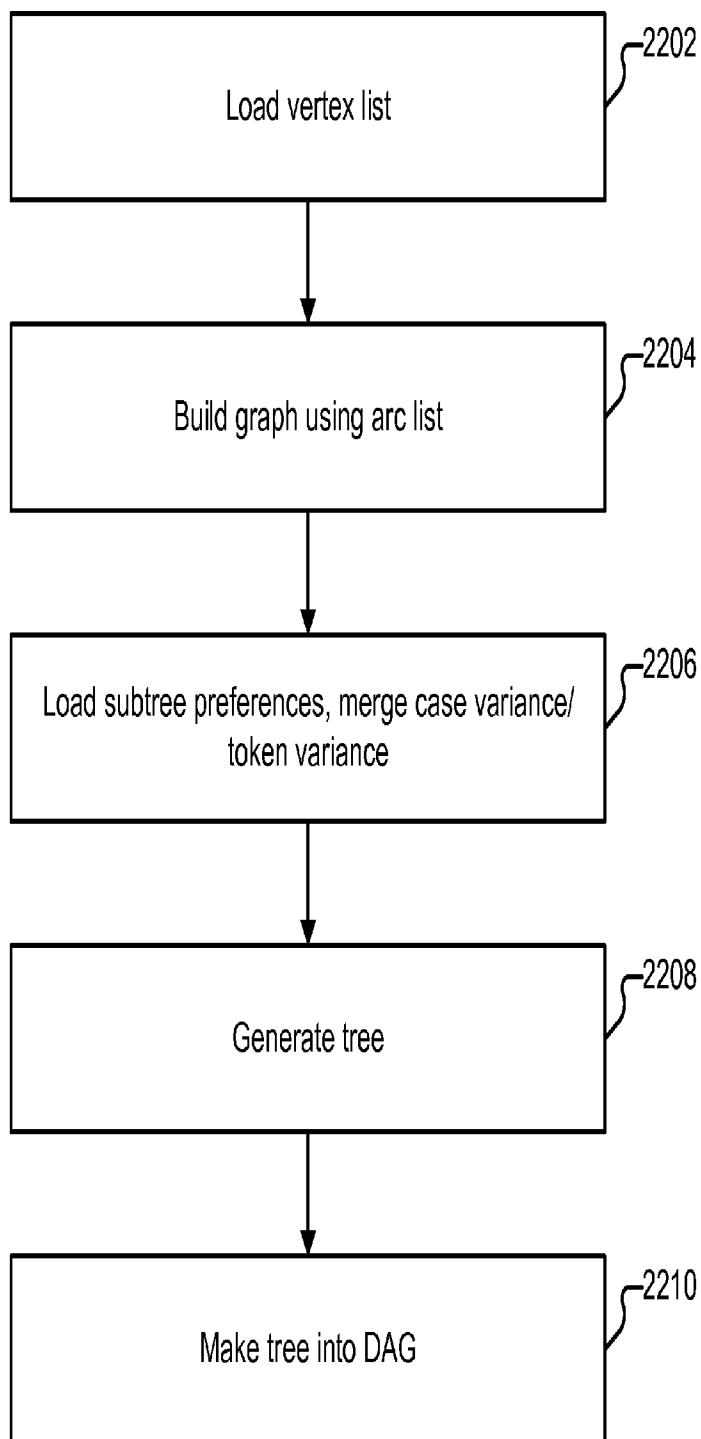 2202
Load vertex list
2204
Build graph using arc list
2206
Load subtree preferences, merge case variance/
token variance
2208
Generate tree
2210
Make tree into DAG